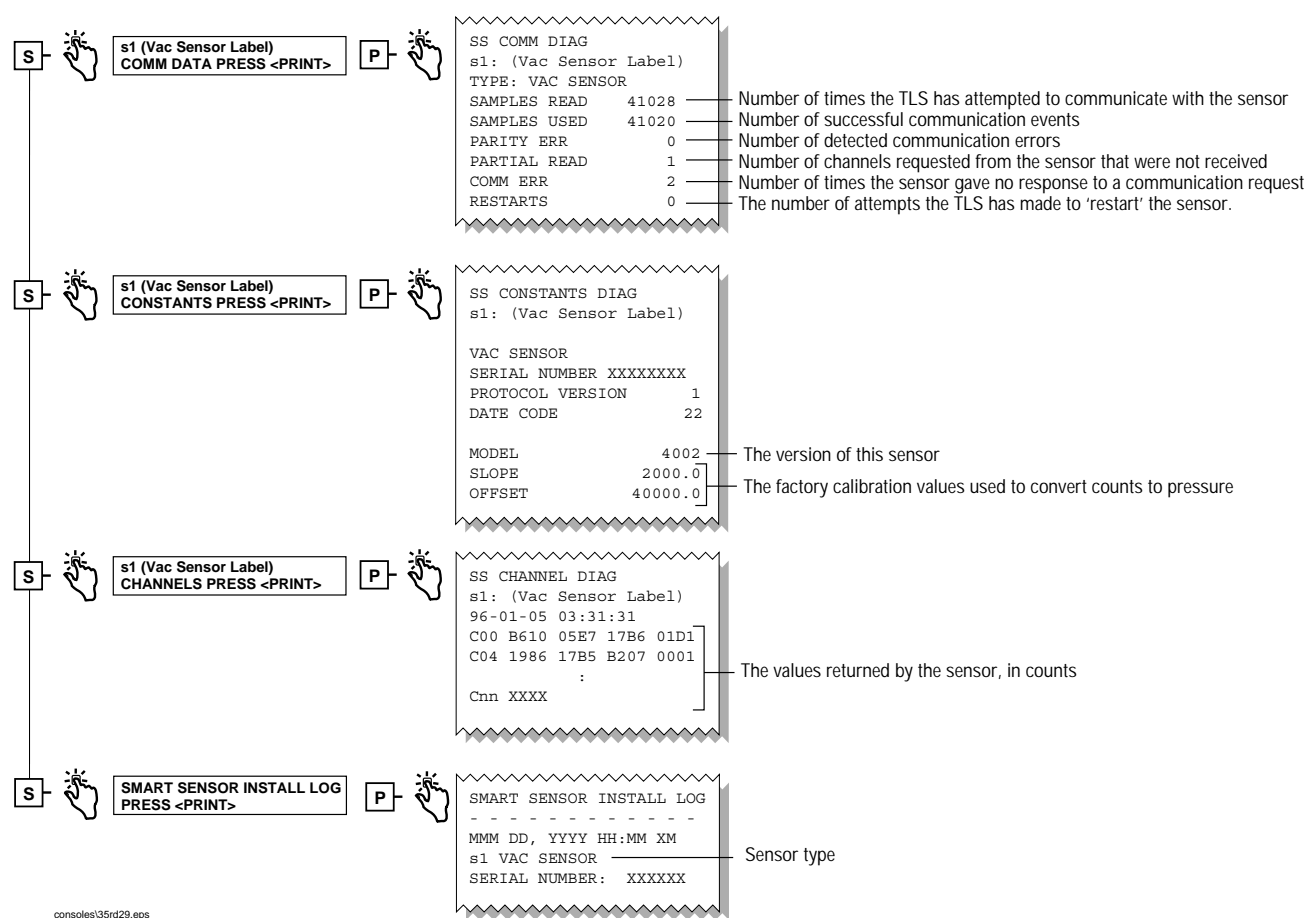 S
s1 (Vac Sensor Label)
COMM DATA PRESS <PRINT>
P
SS COMM DIAG
s1: (Vac Sensor Label)
TYPE: VAC SENSOR
SAMPLES READ 41028 Number of times the TLS has attempted to communicate with the sensor
SAMPLES USED 41020 Number of successful communication events
PARITY ERR 0 Number of detected communication errors
PARTIAL READ 1 Number of channels requested from the sensor that were not received
COMM ERR 2 Number of times the sensor gave no response to a communication request
RESTARTS 0 The number of attempts the TLS has made to ‘restart’ the sensor.
S
s1 (Vac Sensor Label)
CONSTANTS PRESS <PRINT>
P
SS CONSTANTS DIAG
s1: (Vac Sensor Label)
VAC SENSOR
SERIAL NUMBER XXXXXXXX
PROTOCOL VERSION 1
DATE CODE 22
MODEL 4002 The version of this sensor
SLOPE 2000.0
The factory calibration values used to convert counts to pressure
OFFSET 40000.0
S
s1 (Vac Sensor Label)
CHANNELS PRESS <PRINT>
P
SS CHANNEL DIAG
s1: (Vac Sensor Label)
96-01-05 03:31:31
C00 B610 05E7 17B6 01D1
C04 1986 17B5 B207 0001
The values returned by the sensor, in counts
:
Cnn XXXX
S
SMART SENSOR INSTALL LOG
PRESS <PRINT>
P
SMART SENSOR INSTALL LOG
- - - - - - - - - - - -
MMM DD, YYYY HH:MM XM
s1 VAC SENSOR Sensor type
SERIAL NUMBER: XXXXXX
consoles\35rd29.eps